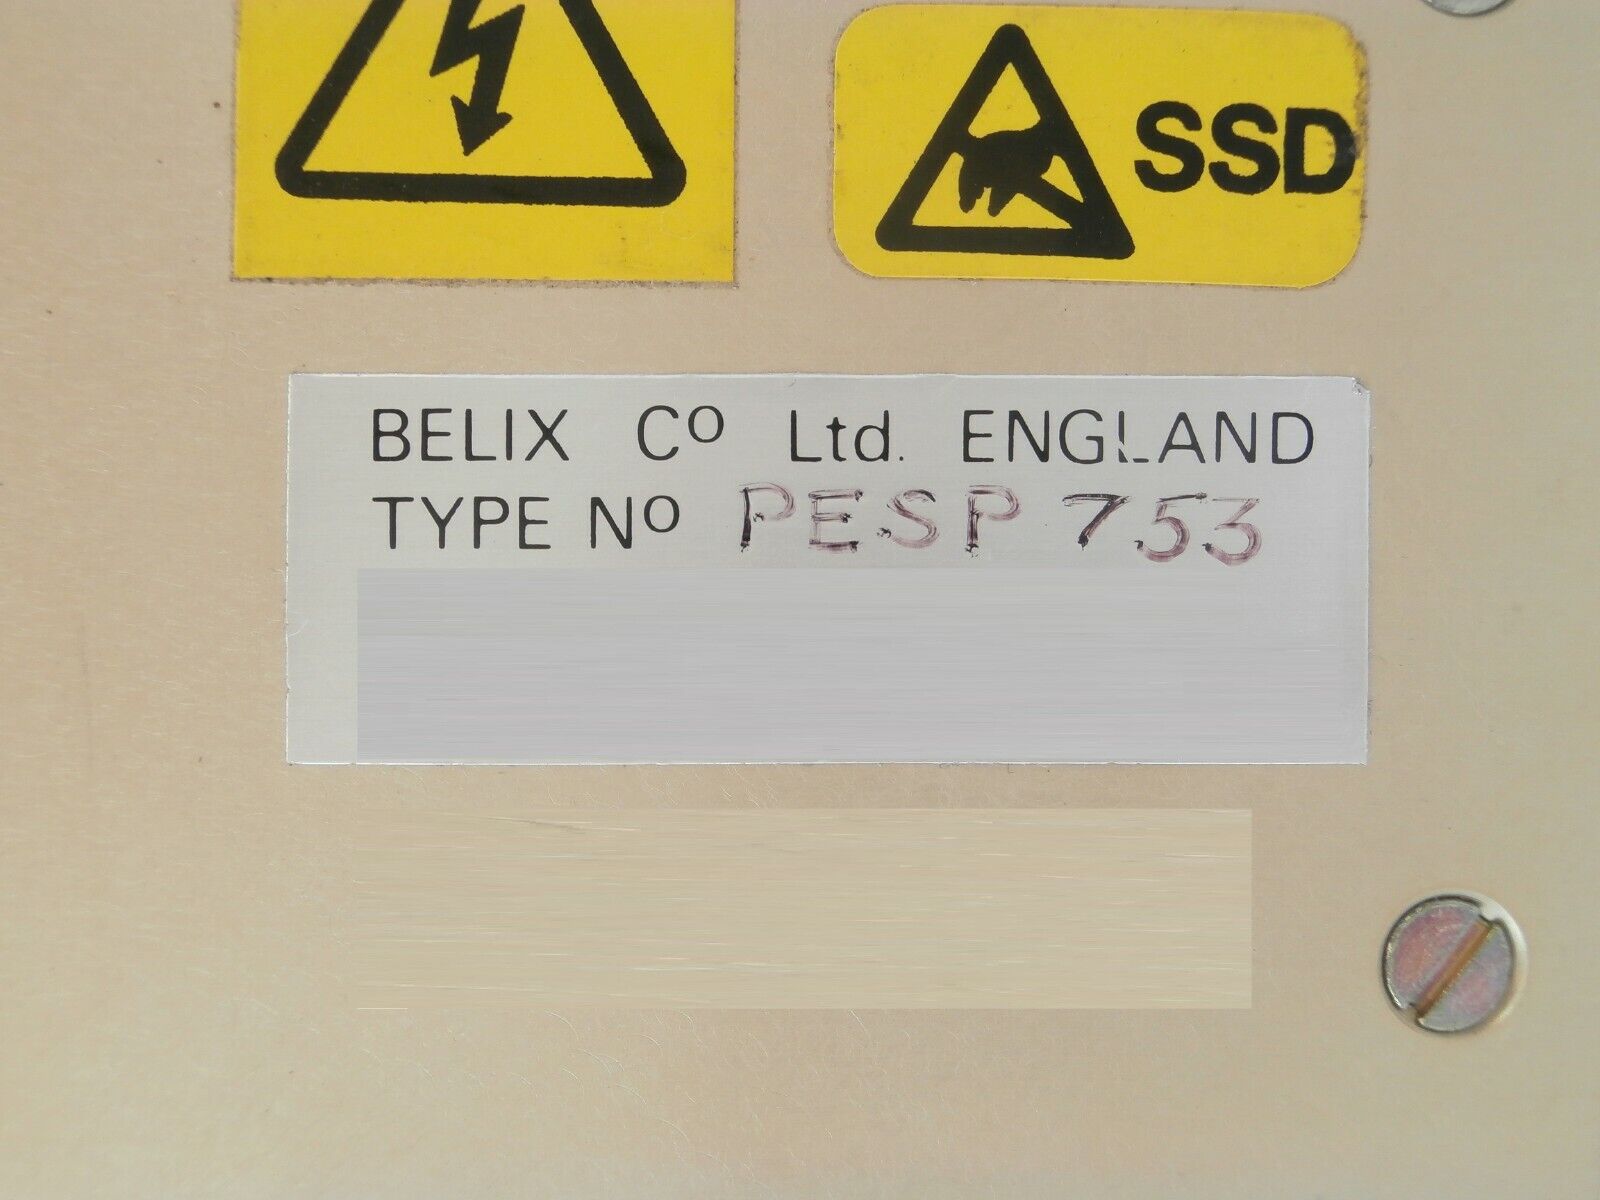 SSD
BELIX Co Ltd. ENGLAND
TYPE No PESP 753